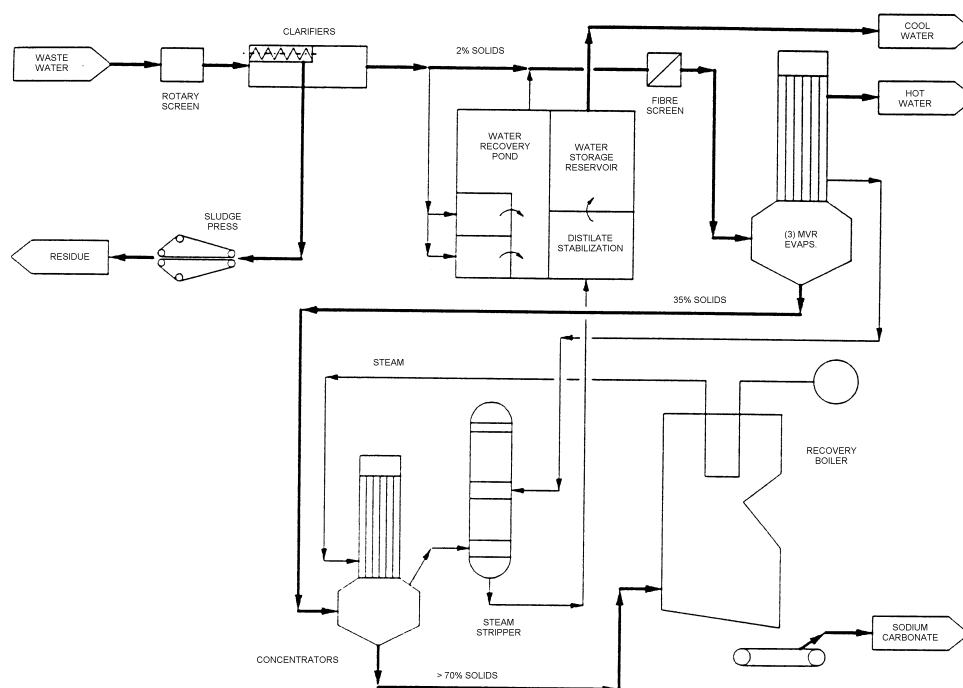 CLARIFIERS
COOL
WATER
WASTE
WATER
2% SOLIDS
ROTARY
SCREEN
FIBRE
SCREEN
HOT
WATER
WATER
RECOVERY
POND
WATER
STORAGE
RESERVOIR
SLUDGE
PRESS
(3) MVR
EVAPS.
DISTILATE
STABILIZATION
RESIDUE
35% SOLIDS
STEAM
RECOVERY
BOILER
STEAM
STRIPPER
SODIUM
CARBONATE
CONCENTRATORS
> 70% SOLIDS